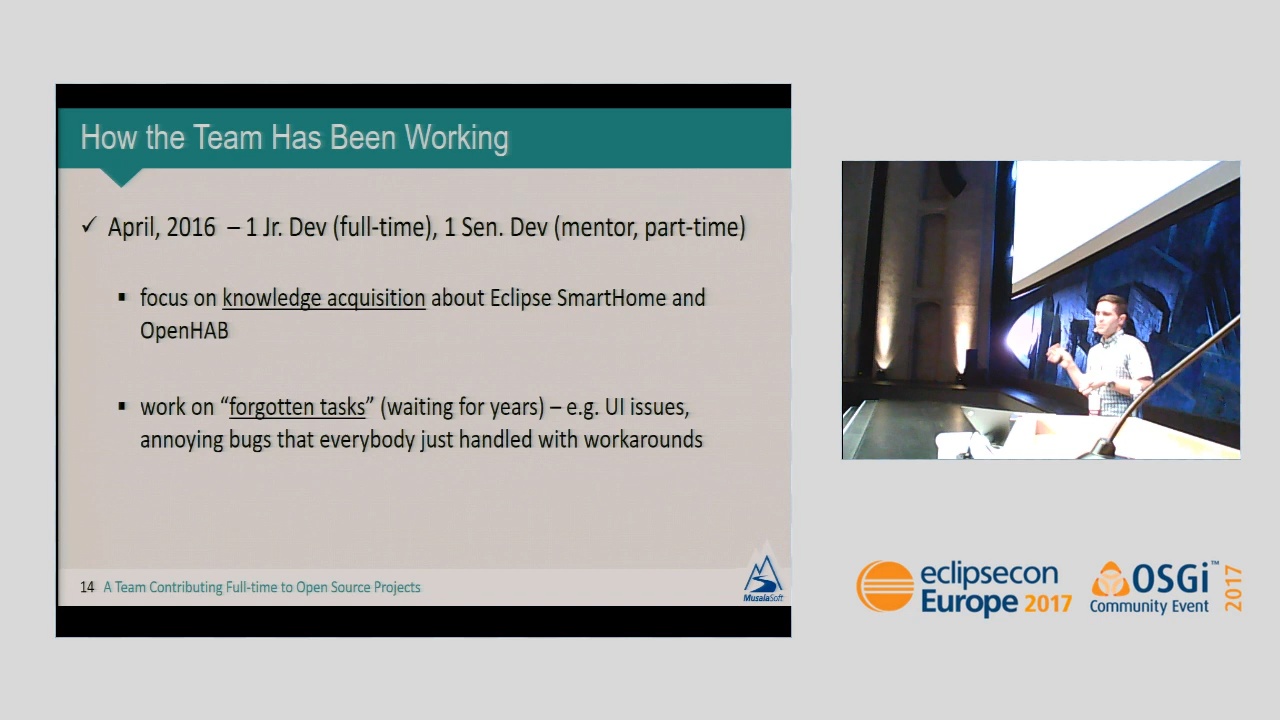 How the Team Has Been Working
✓ April, 2016 – 1 Jr. Dev (full-time), 1 Sen. Dev (mentor, part-time)
▪ focus on knowledge acquisition about Eclipse SmartHome and
OpenHAB
▪ work on “forgotten tasks” (waiting for years) – e.g. UI issues,
annoying bugs that everybody just handled with workarounds
14 A Team Contributing Full-time to Open Source Projects
MusalaSoft
eclipsecon
Europe 2017
OSGi™
Community Event
2017